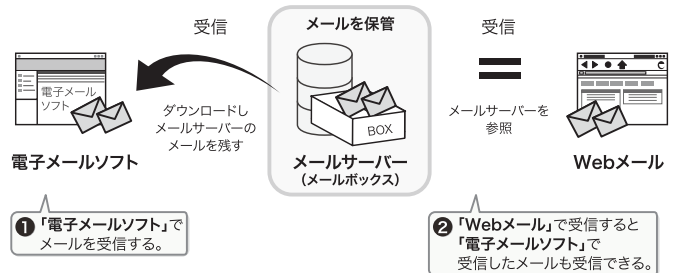 受信
メールを保管
受信
電子メール
ソフト
ダウンロードし
メールサーバーの
メールを残す
BOX
メールサーバーを
参照
電子メールソフト
メールサーバー
（メールボックス）
Webメール
❶「電子メールソフト」で
メールを受信する。
❷「Webメール」で受信すると
「電子メールソフト」で
受信したメールも受信できる。